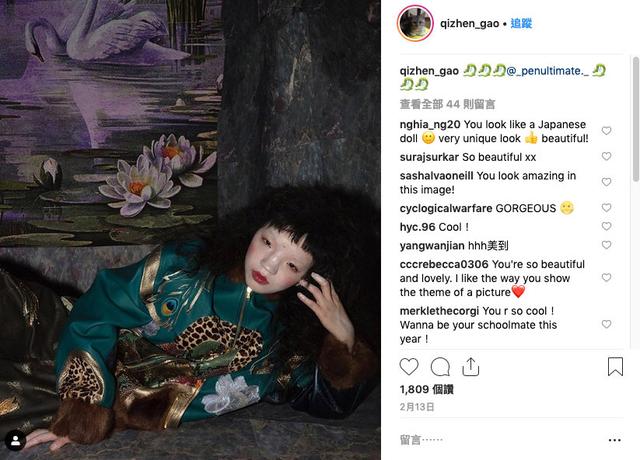 qizhen_gao • 追蹤
qizhen_gao 🐉🐉🐉@_penultimate._ 🐉
🐉🐉
查看全部 44 則留言
nghia_ng20 You look like a Japanese
doll 😇 very unique look 👍 beautiful!
surajsurkar So beautiful xx
sashalvaoneill You look amazing in
this image!
cyclogicalwarfare GORGEOUS
hyc.96 Cool！
yangwanjian hhh美到
cccrebecca0306 You're so beautiful
and lovely. I like the way you show
the theme of a picture❤️
merklethecorgi You r so cool！
Wanna be your schoolmate this
year！
1,809 個讚
2月13日
留言⋯⋯